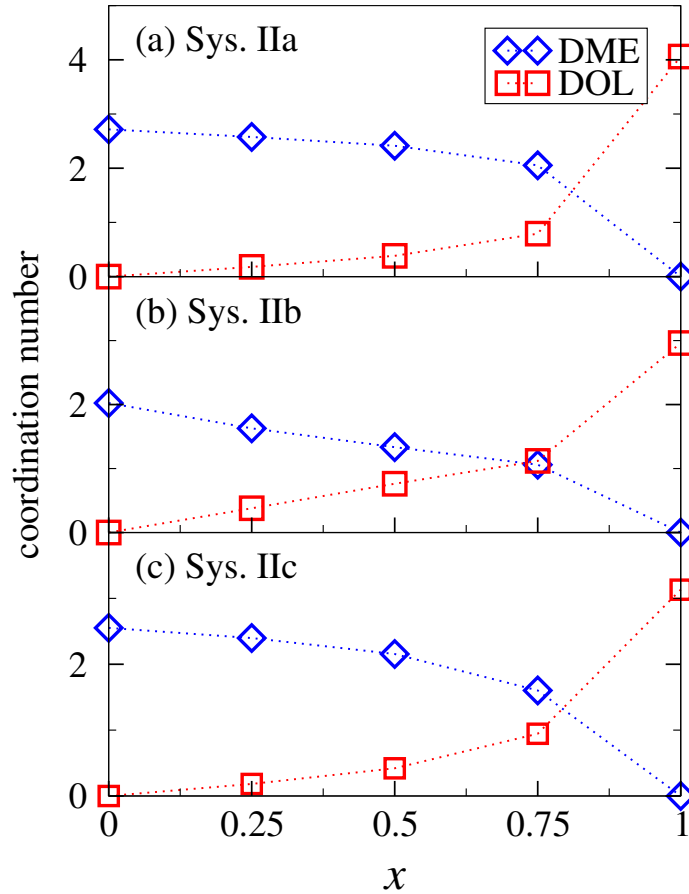 (a) Sys. IIa
DME
DOL
4
2
0
(b) Sys. IIb
2
0
(c) Sys. IIc
2
0
coordination number
0 0.25 0.5 0.75 1
x